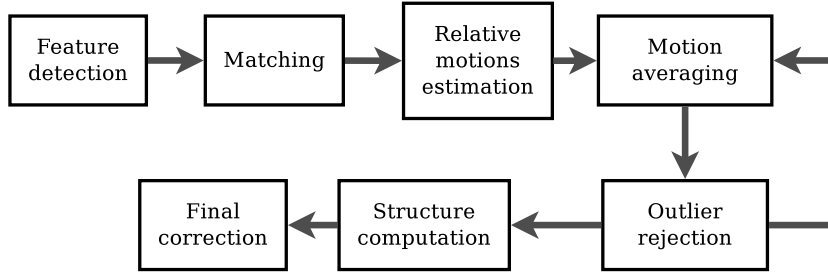 Feature
detection
Matching
Relative
motions
estimation
Motion
averaging
Outlier
rejection
Structure
computation
Final
correction